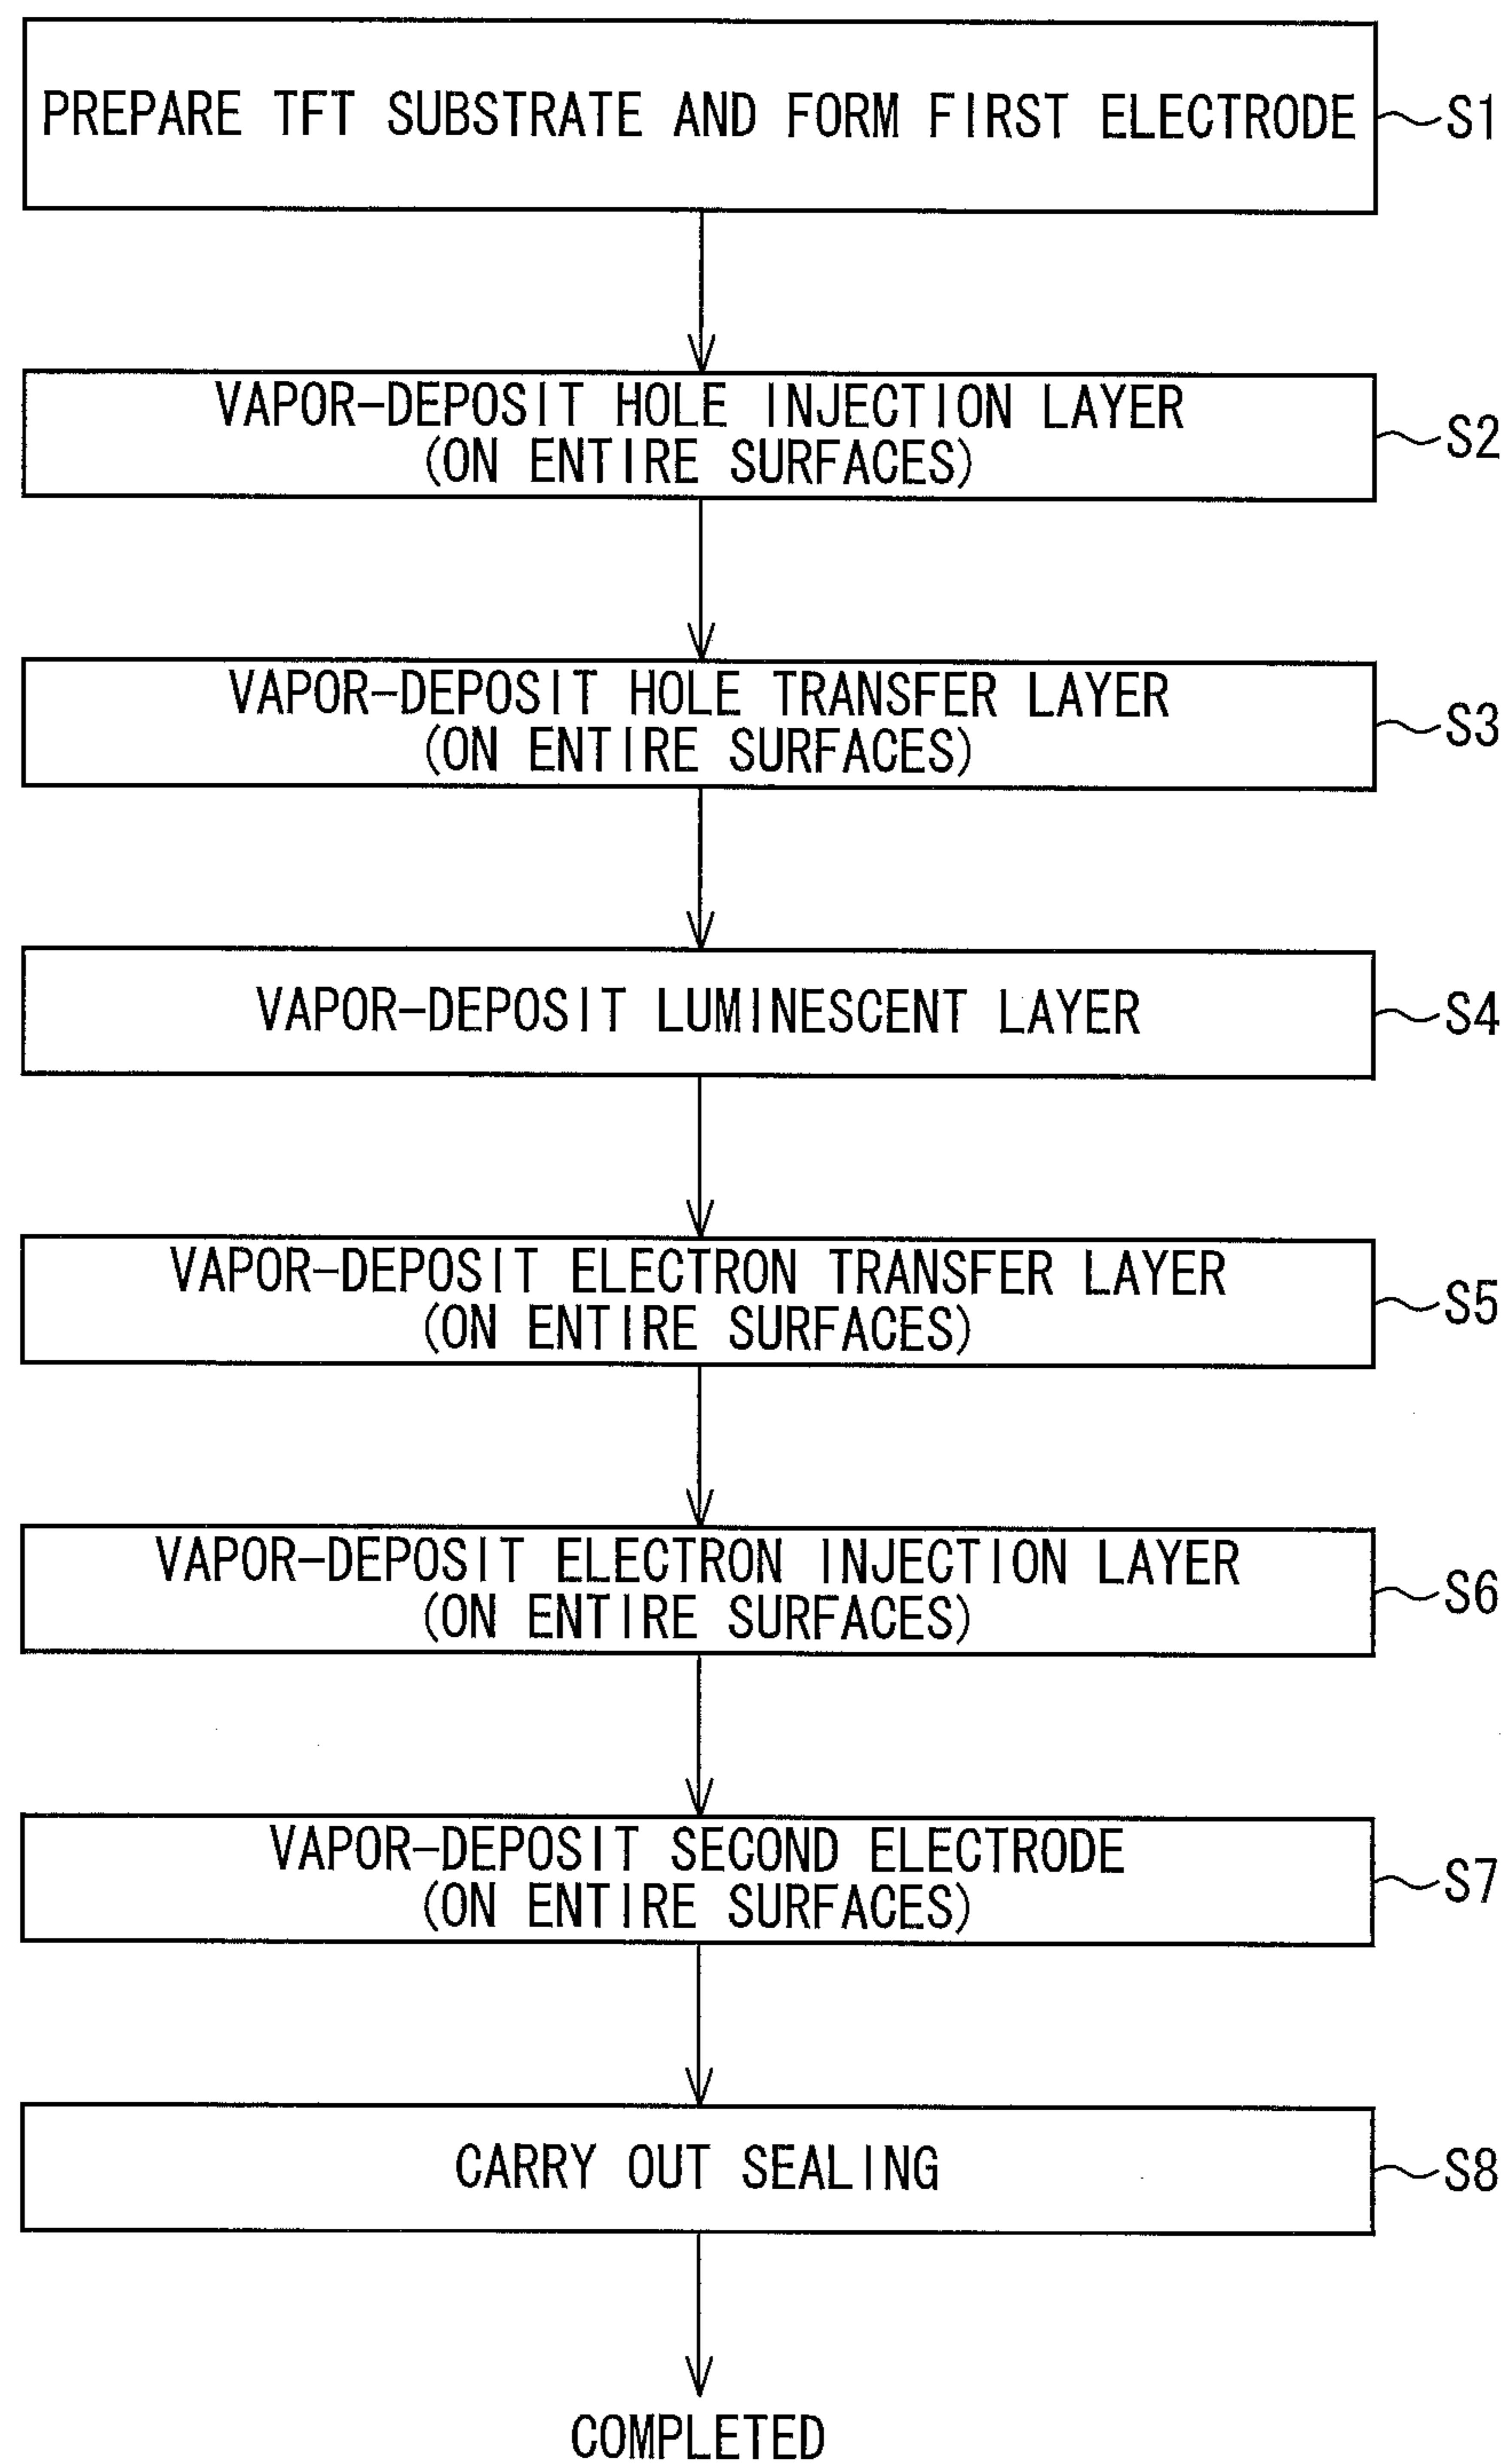 PREPARE TFT SUBSTRATE AND FORM FIRST ELECTRODE
S1
VAPOR-DEPOSIT HOLE INJECTION LAYER
(ON ENTIRE SURFACES)
S2
VAPOR-DEPOSIT HOLE TRANSFER LAYER
(ON ENTIRE SURFACES)
S3
VAPOR-DEPOSIT LUMINESCENT LAYER
S4
VAPOR-DEPOSIT ELECTRON TRANSFER LAYER
(ON ENTIRE SURFACES)
S5
VAPOR-DEPOSIT ELECTRON INJECTION LAYER
(ON ENTIRE SURFACES)
S6
VAPOR-DEPOSIT SECOND ELECTRODE
(ON ENTIRE SURFACES)
S7
CARRY OUT SEALING
S8
COMPLETED